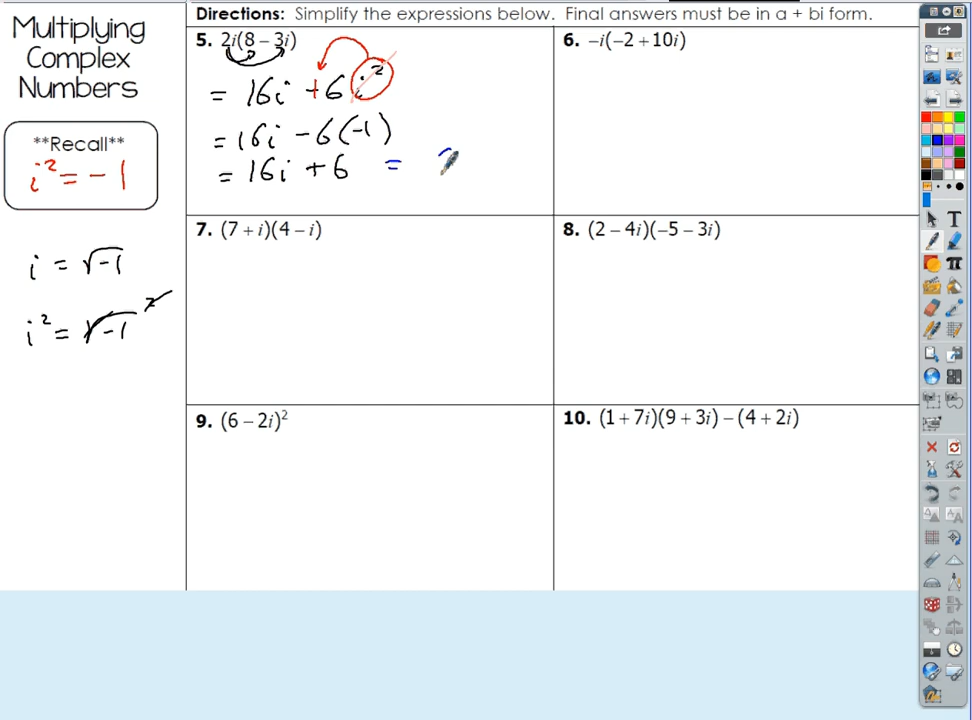 Multiplying
Complex
Numbers
**Recall**
i² = -1
i = √-1
i² = √-1²
Directions: Simplify the expressions below. Final answers must be in a + bi form.
5. 2i(8 – 3i)
= 16i + 6 i²
= 16i - 6(-1)
= 16i + 6 =
6. –i(–2 + 10i)
7. (7 + i)(4 – i)
8. (2 – 4i)(–5 – 3i)
9. (6 – 2i)²
10. (1 + 7i)(9 + 3i) – (4 + 2i)